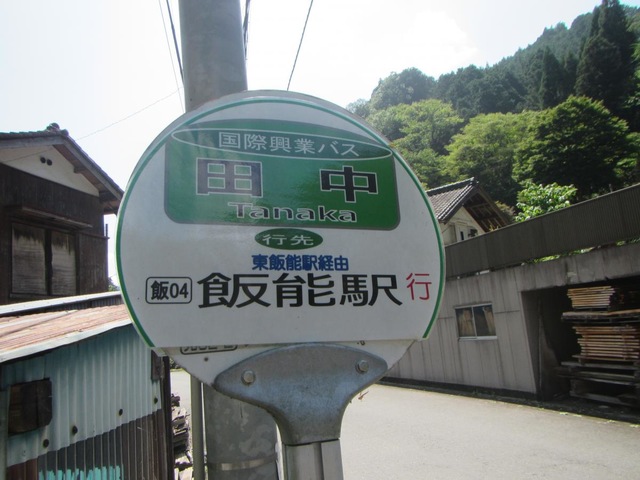 国際興業バス
田中
Tanaka
行先
東飯能駅経由
飯04 飯能駅行